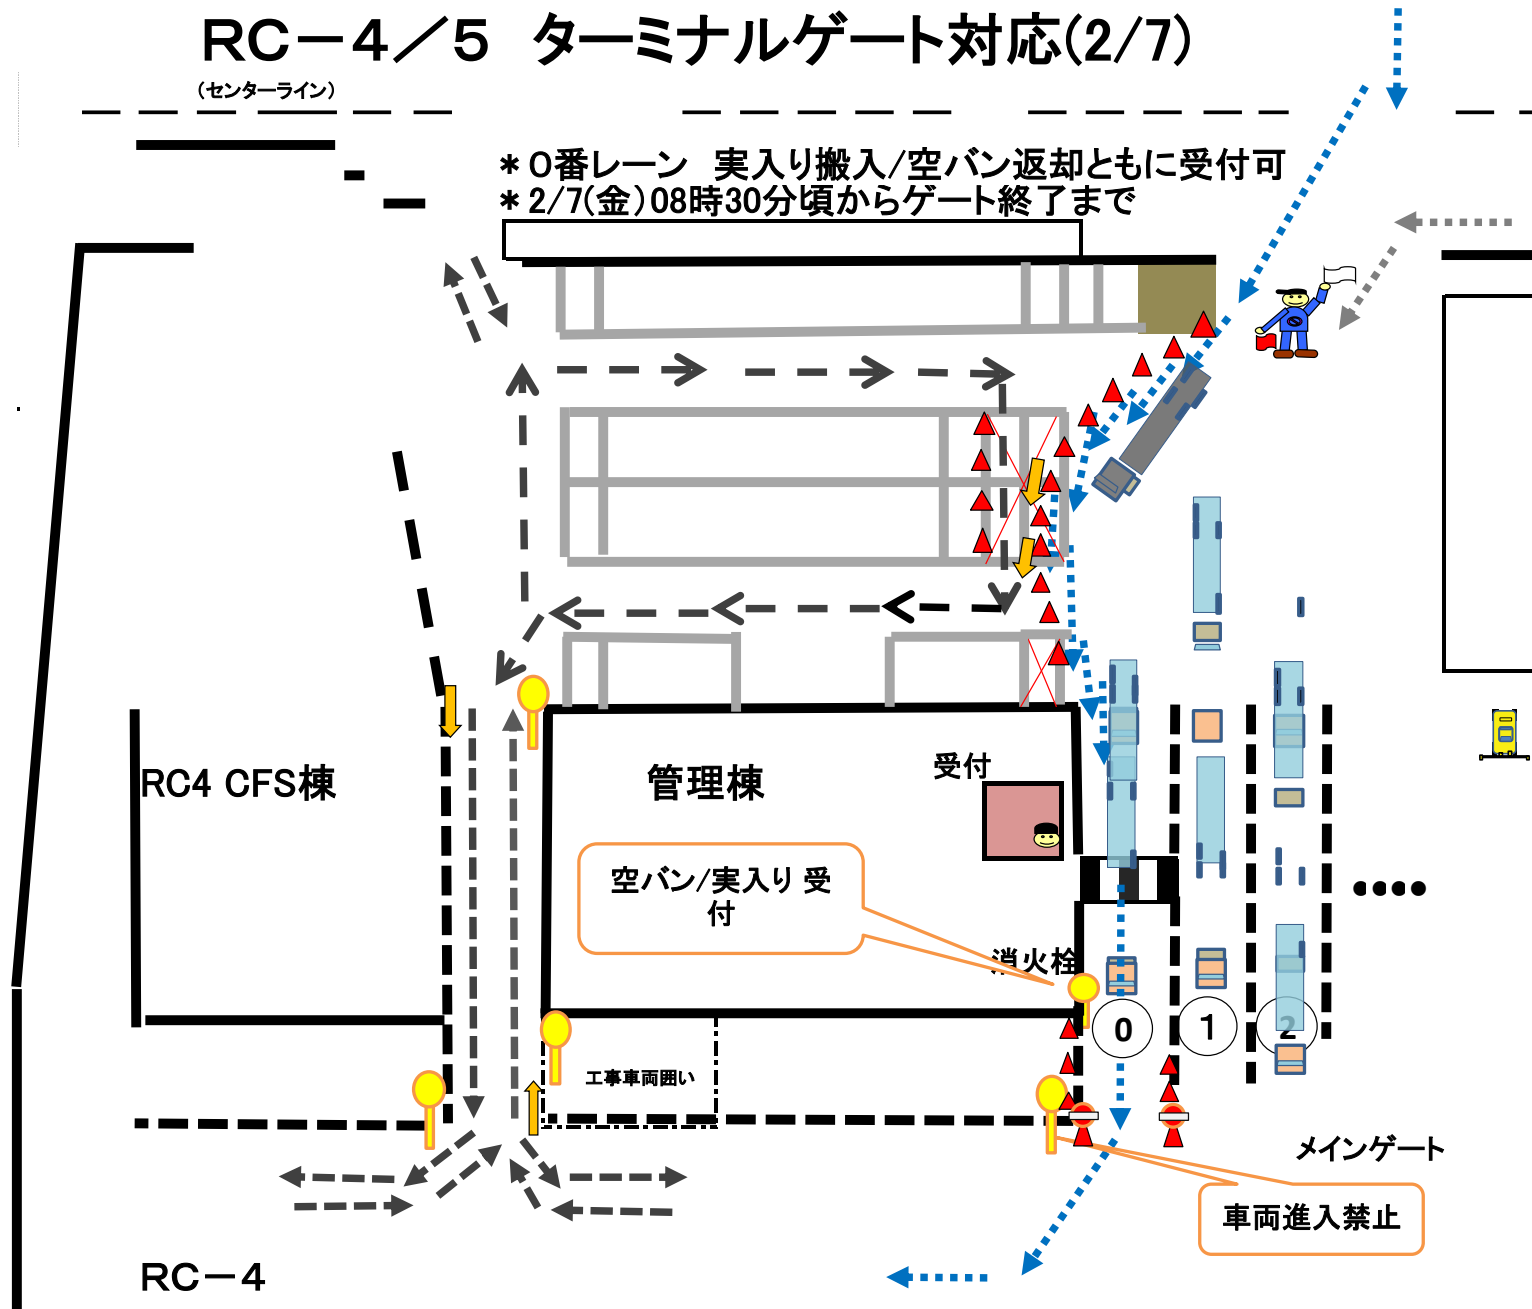 RC－４／５　ターミナルゲート対応(2/7)
（センターライン）
＊０番レーン　実入り搬入/空バン返却ともに受付可
＊2/7(金)08時30分頃からゲート終了まで
RC4 CFS棟
管理棟
受付
空バン/実入り 受
付
消火栓
0
1
2
工事車両囲い
メインゲート
車両進入禁止
RC－４